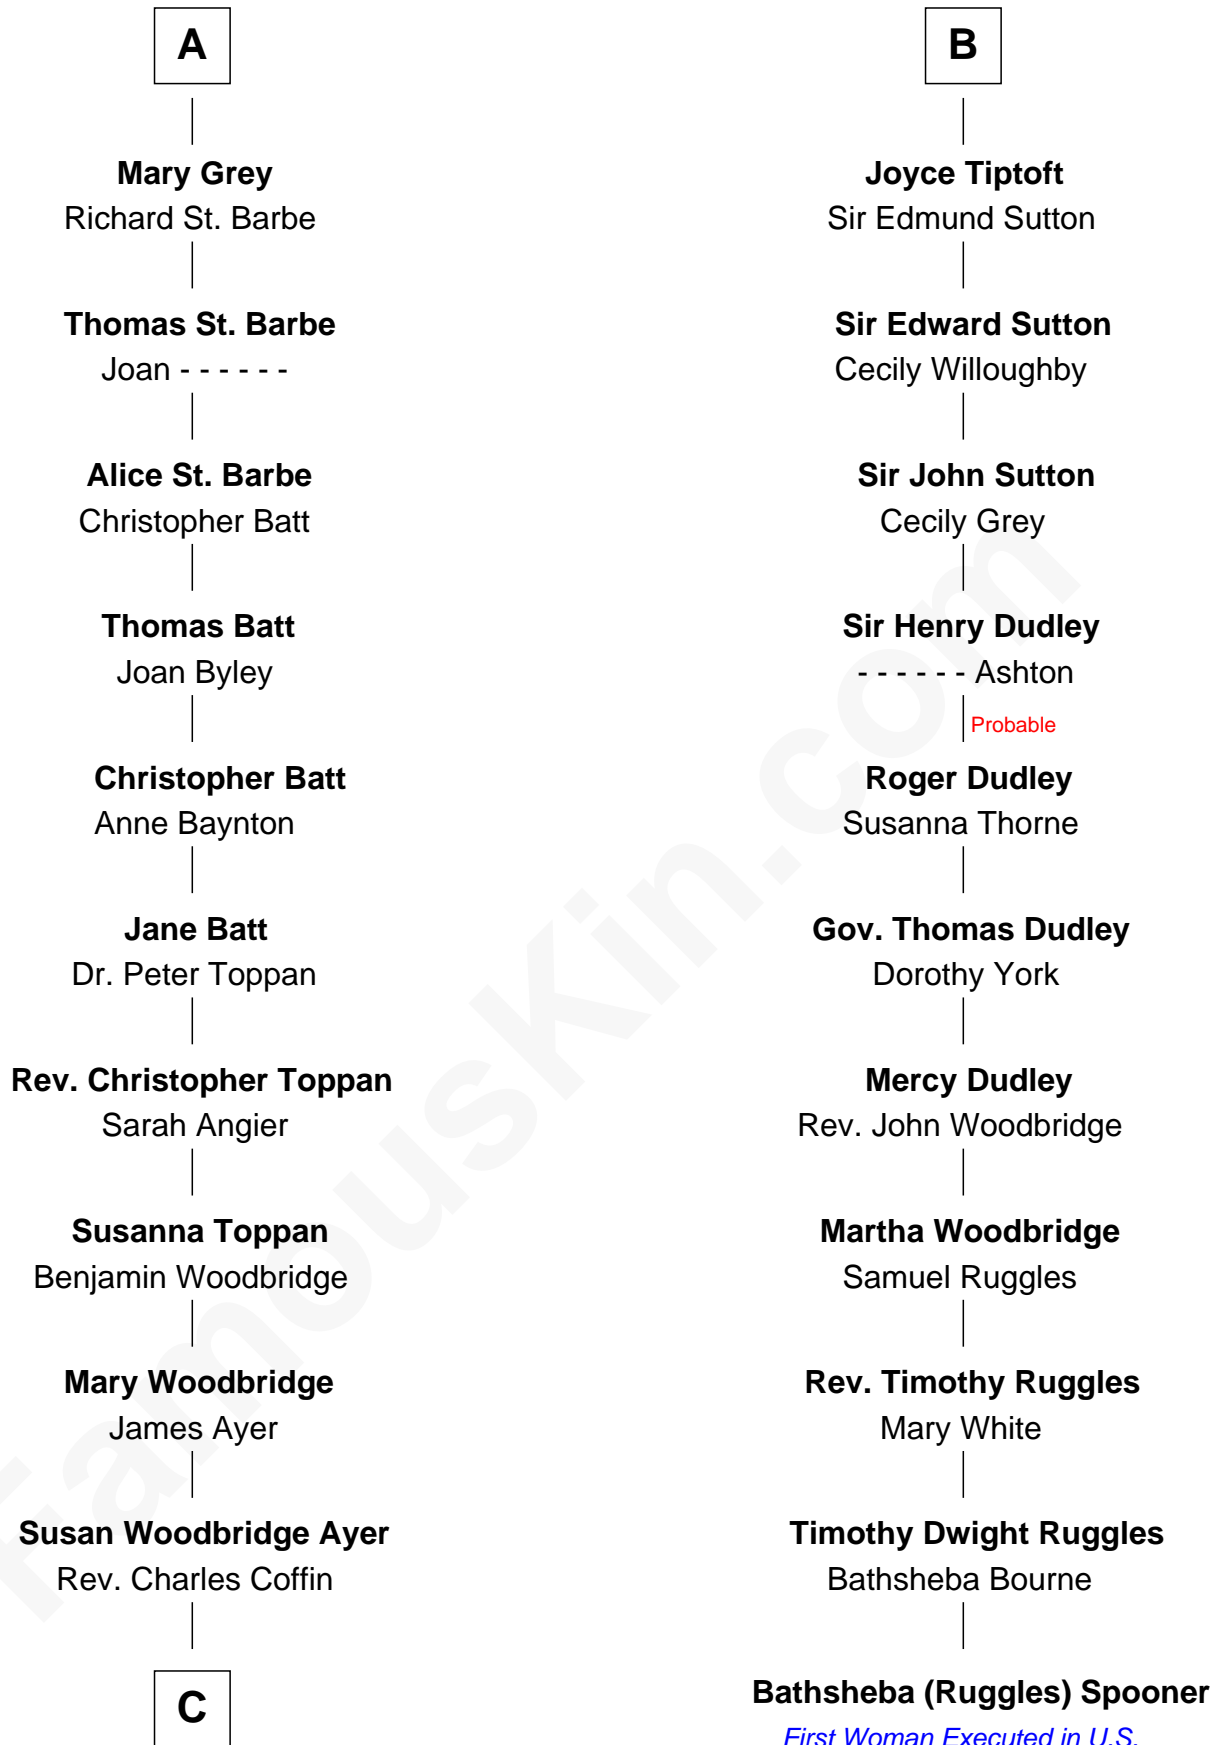 A
Mary Grey
Richard St. Barbe
Thomas St. Barbe
Joan - - - - - -
Alice St. Barbe
Christopher Batt
Thomas Batt
Joan Byley
Christopher Batt
Anne Baynton
Jane Batt
Dr. Peter Toppan
Rev. Christopher Toppan
Sarah Angier
Susanna Toppan
Benjamin Woodbridge
Mary Woodbridge
James Ayer
Susan Woodbridge Ayer
Rev. Charles Coffin
C
B
Joyce Tiptoft
Sir Edmund Sutton
Sir Edward Sutton
Cecily Willoughby
Sir John Sutton
Cecily Grey
Sir Henry Dudley
- - - - - - Ashton
Probable
Roger Dudley
Susanna Thorne
Gov. Thomas Dudley
Dorothy York
Mercy Dudley
Rev. John Woodbridge
Martha Woodbridge
Samuel Ruggles
Rev. Timothy Ruggles
Mary White
Timothy Dwight Ruggles
Bathsheba Bourne
Bathsheba (Ruggles) Spooner
First Woman Executed in U.S.
FamousKin.com